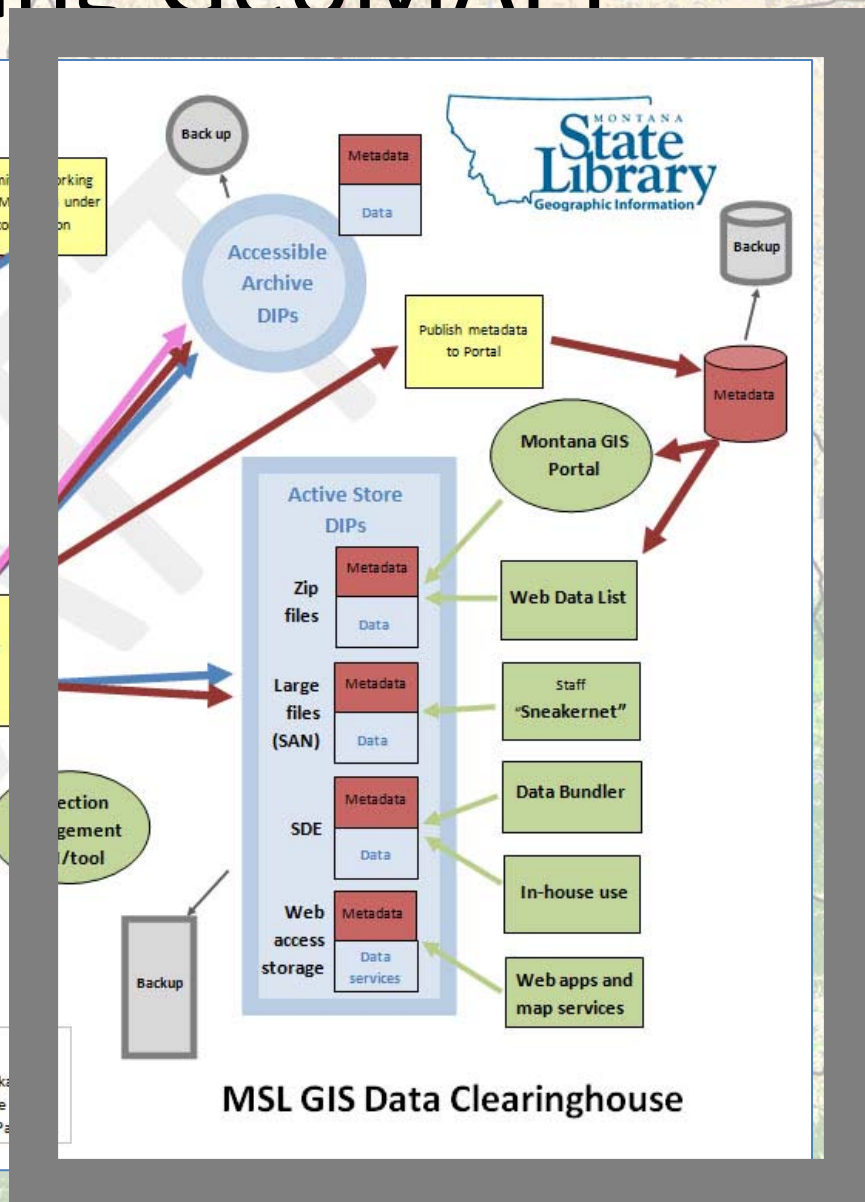 Back up
Metadata
Data
MONTANA
State
Library
Geographic Information
under
Accessible
Archive
DIPs
Backup
Publish metadata
to Portal
Metadata
Montana GIS
Portal
Active Store
DIPs
Zip
files
Metadata
Data
Web Data List
Large
files
(SAN)
Metadata
Data
Staff
"Sneakernet"
SDE
Metadata
Data
Data Bundler
In-house use
/tool
Web
access
storage
Metadata
Data
services
Web apps and
map services
Backup
MSL GIS Data Clearinghouse